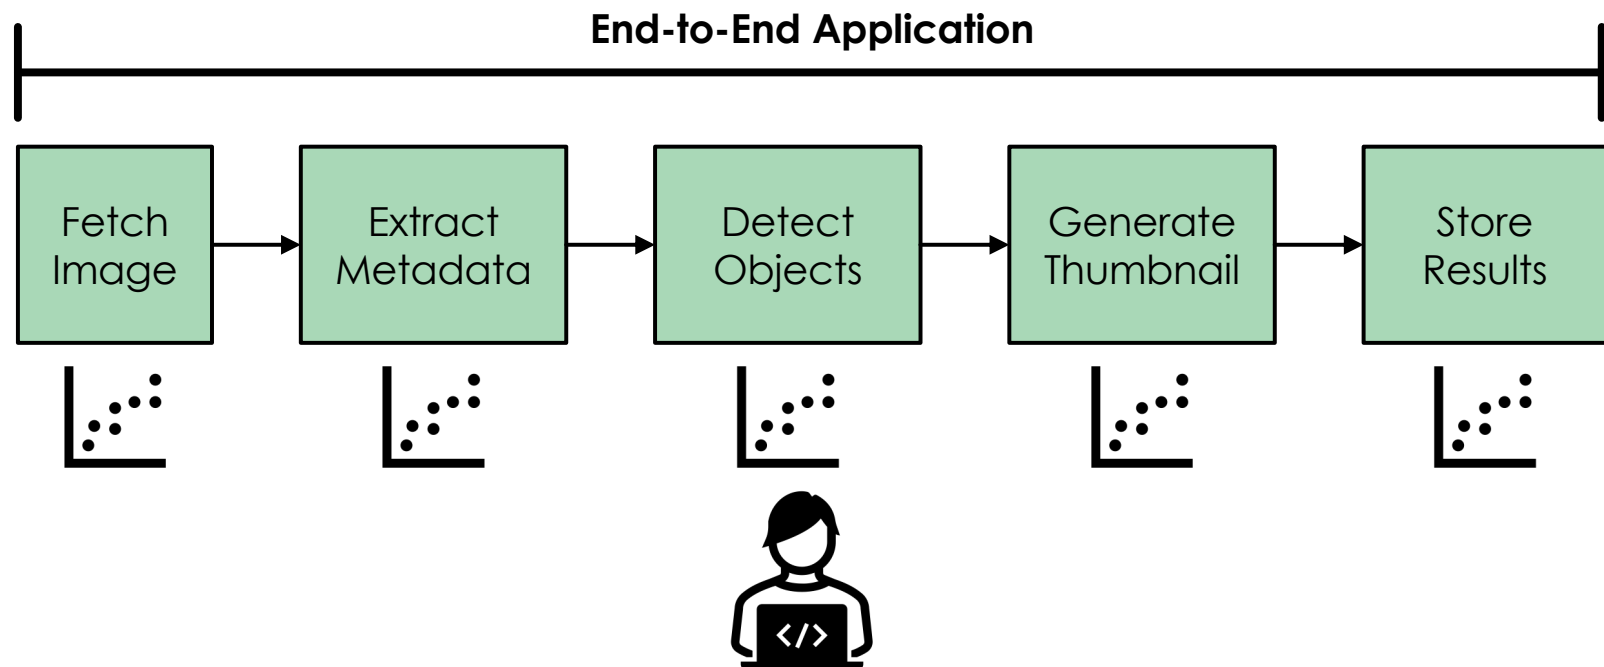 End-to-End Application
Fetch
Image
Extract
Metadata
Detect
Objects
Generate
Thumbnail
Store
Results
</>